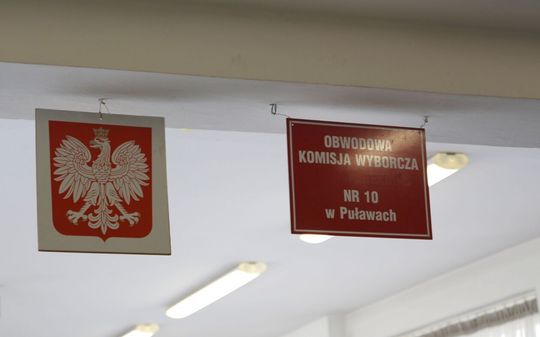 OBWODOWA
KOMISJA WYBORCZA
NR 10
w Puławach